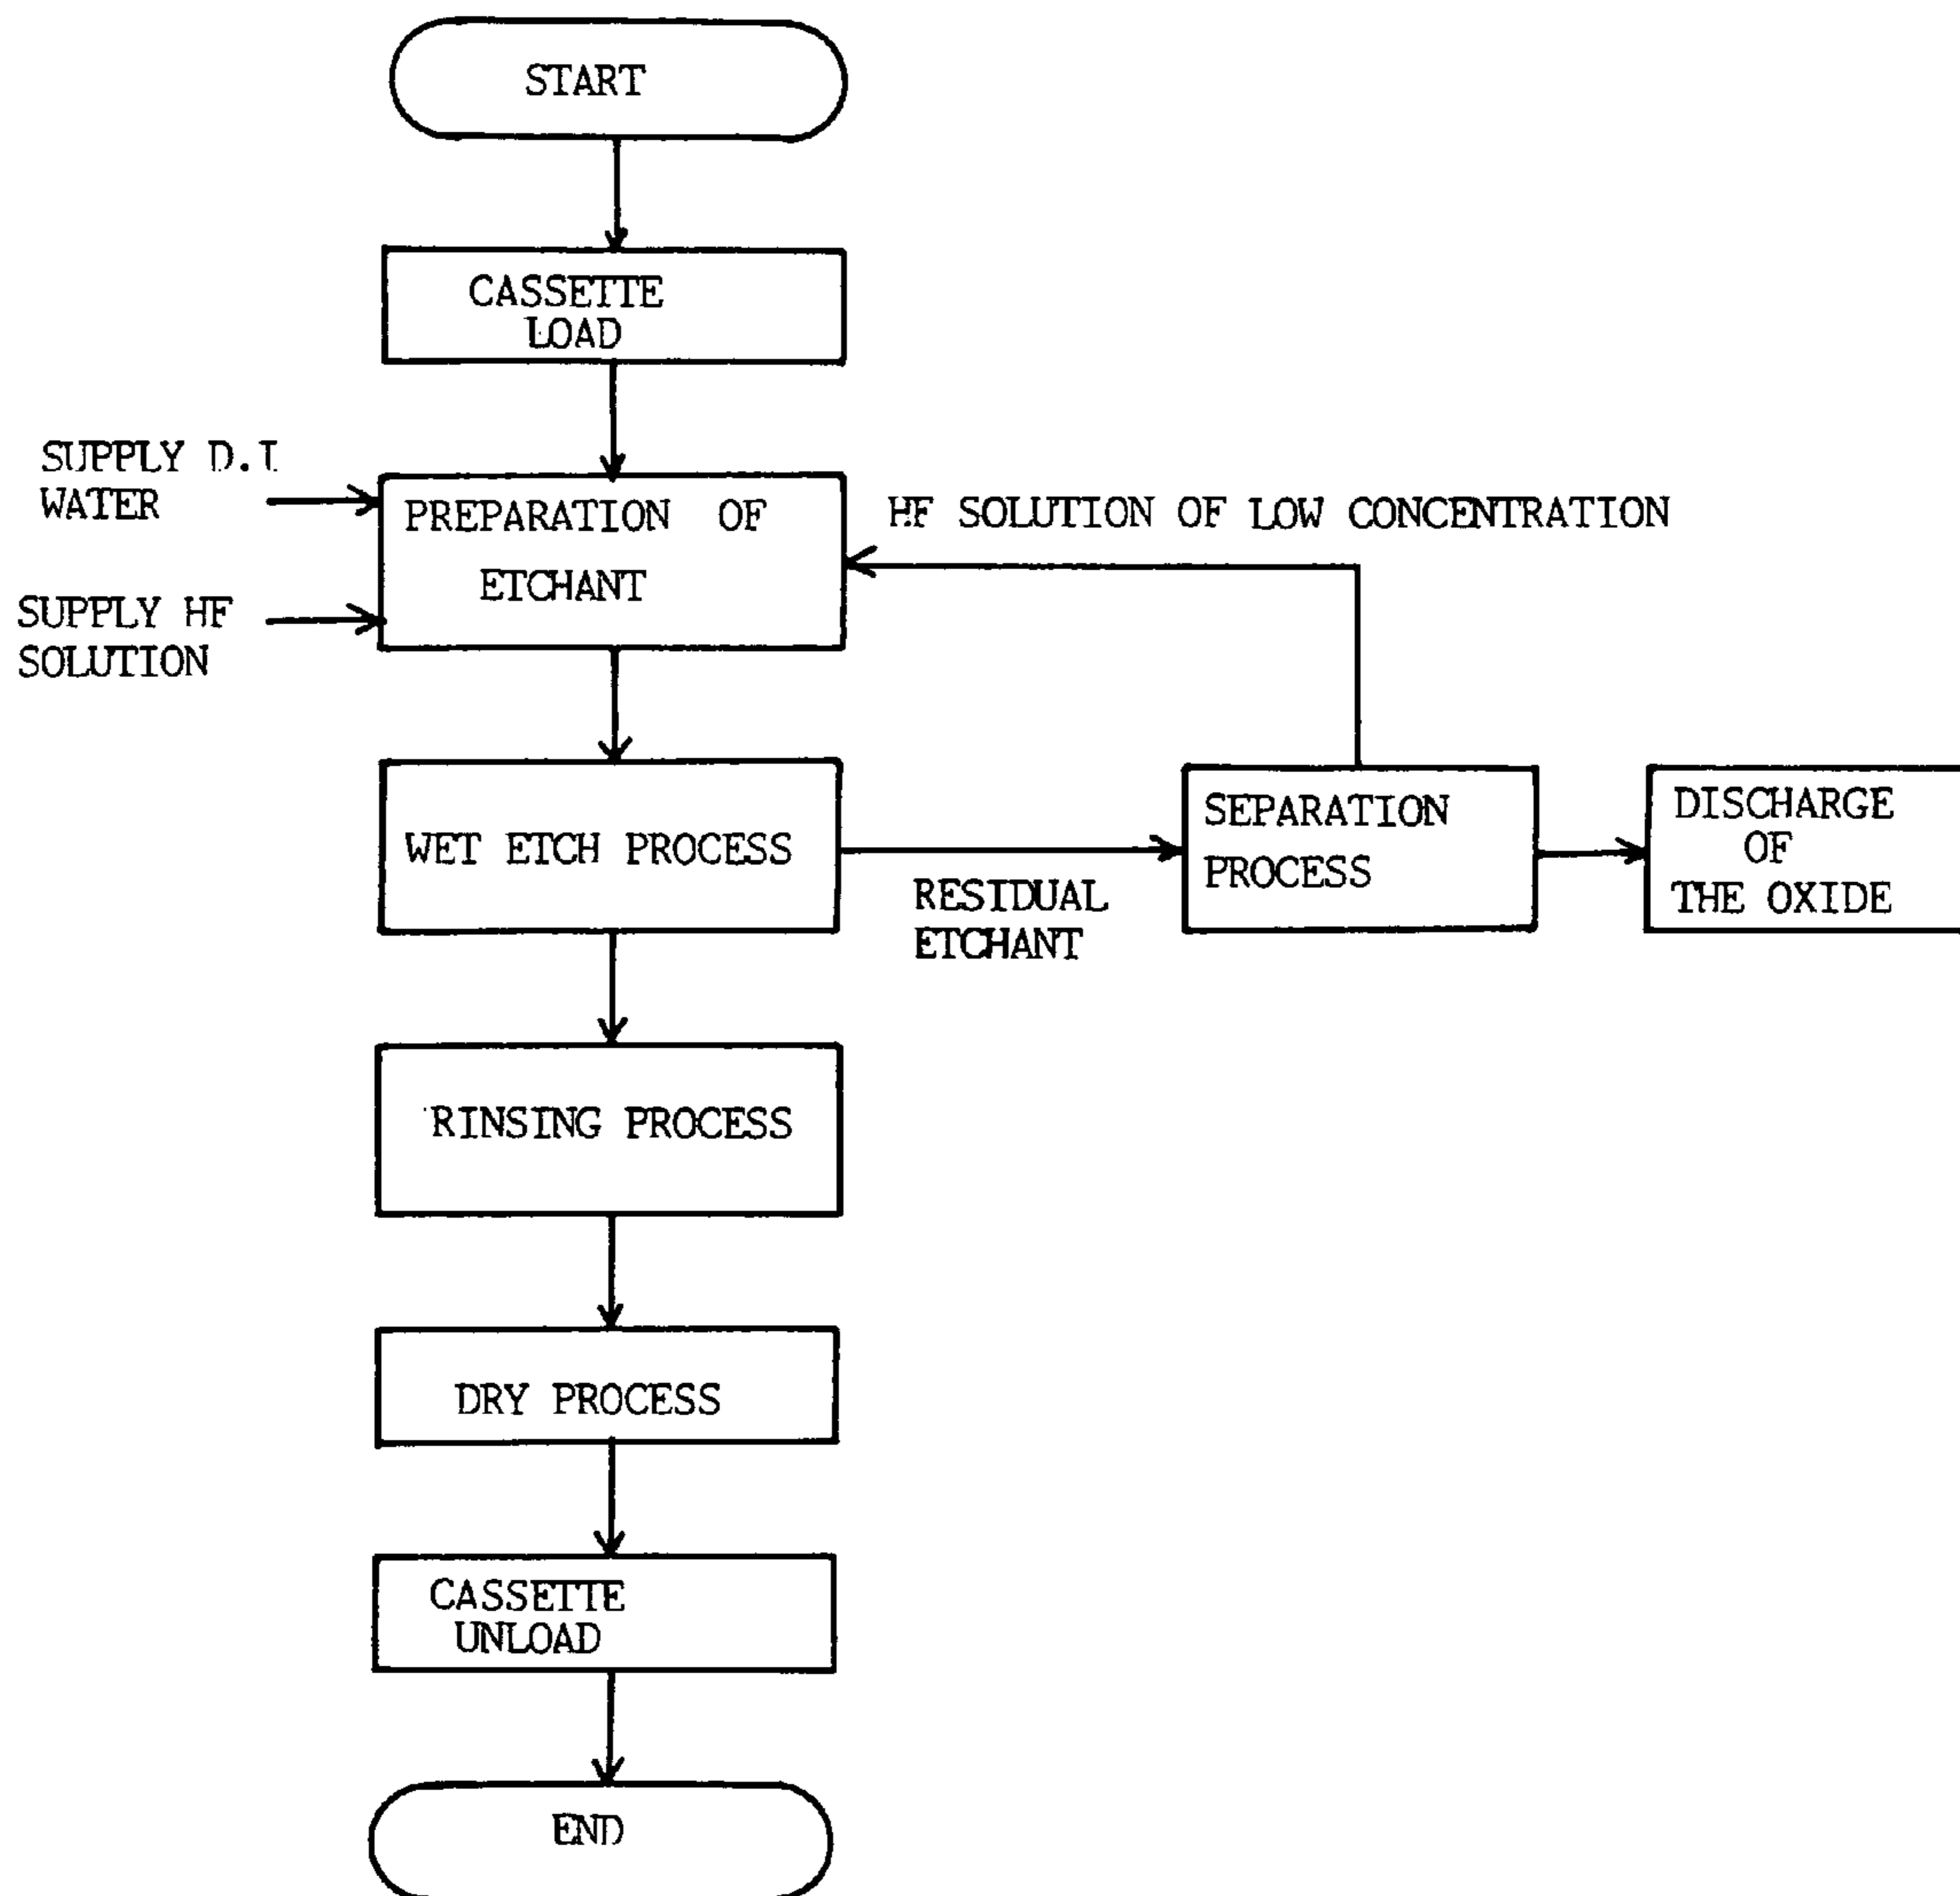 START
CASSETTE
LOAD
SUPPLY D.I
WATER
SUPPLY HF
SOLUTION
PREPARATION OF
ETCHANT
HF SOLUTION OF LOW CONCENTRATION
WET ETCH PROCESS
RESIDUAL
ETCHANT
SEPARATION
PROCESS
DISCHARGE
OF
THE OXIDE
RINSING PROCESS
DRY PROCESS
CASSETTE
UNLOAD
END